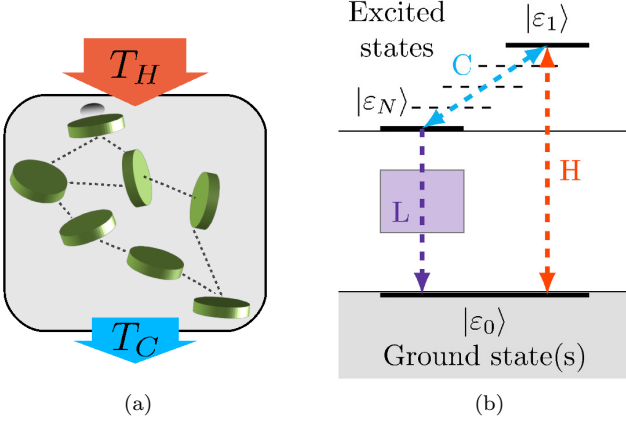 T_H
T_C
(a)
Excited
states
|ε_1⟩
C
|ε_N⟩
H
L
|ε_0⟩
Ground state(s)
(b)